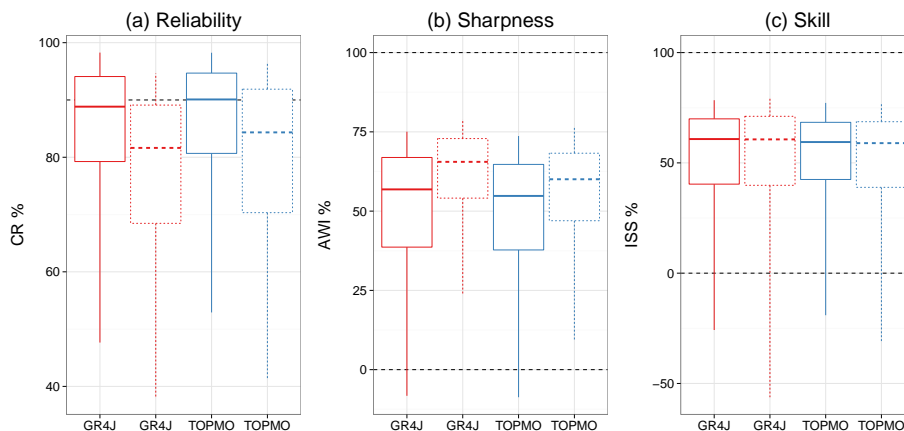 (a) Reliability
CR %
100
80
60
40
GR4J GR4J TOPMO TOPMO
(b) Sharpness
AWI %
100
75
50
25
0
GR4J GR4J TOPMO TOPMO
(c) Skill
ISS %
100
50
0
−50
GR4J GR4J TOPMO TOPMO